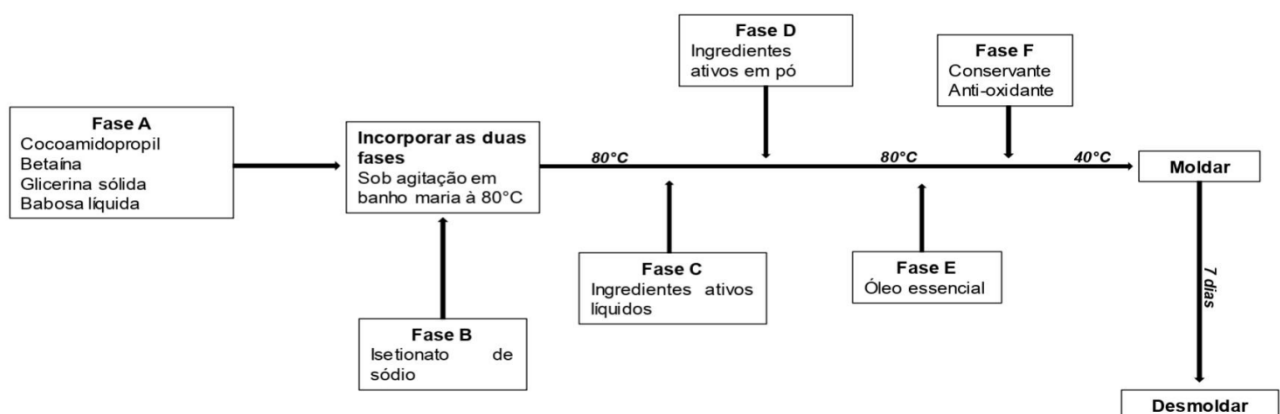 Fase A
Cocoamidopropil
Betaína
Glicerina sólida
Babosa líquida
Incorporar as duas
fases
Sob agitação em
banho maria à 80°C
Fase B
Isetionato de
sódio
80°C
Fase C
Ingredientes ativos
líquidos
Fase D
Ingredientes
ativos em pó
80°C
Fase E
Óleo essencial
Fase F
Conservante
Anti-oxidante
40°C
Moldar
7 dias
Desmoldar